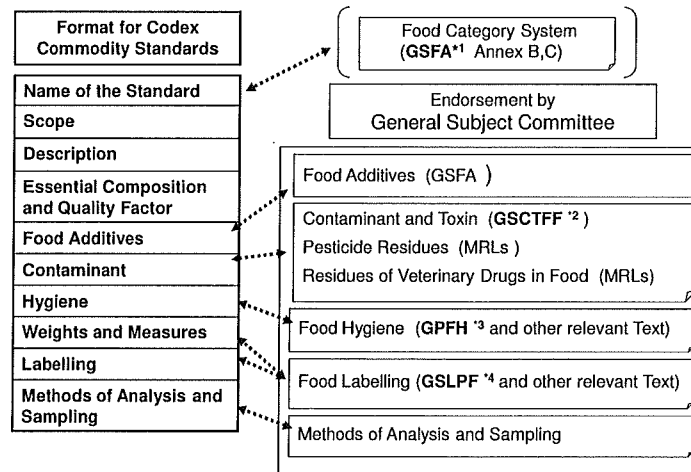 Format for Codex
Commodity Standards
Name of the Standard
Scope
Description
Essential Composition
and Quality Factor
Food Additives
Contaminant
Hygiene
Weights and Measures
Labelling
Methods of Analysis and
Sampling
Food Category System
(GSFA*1 Annex B,C)
Endorsement by
General Subject Committee
Food Additives (GSFA )
Contaminant and Toxin (GSCTFF *2 )
Pesticide Residues (MRLs )
Residues of Veterinary Drugs in Food (MRLs)
Food Hygiene (GPFH *3 and other relevant Text)
Food Labelling (GSLPF *4 and other relevant Text)
Methods of Analysis and Sampling